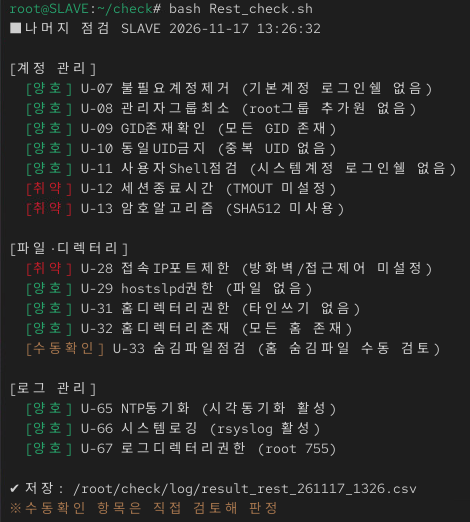 root@SLAVE:~/check# bash Rest_check.sh
■나머지 점검 SLAVE 2026-11-17 13:26:32
[계정 관리]
[양호] U-07 불필요계정제거 (기본계정 로그인쉘 없음)
[양호] U-08 관리자그룹최소 (root그룹 추가원 없음)
[양호] U-09 GID존재확인 (모든 GID 존재)
[양호] U-10 동일UID금지 (중복 UID 없음)
[양호] U-11 사용자Shell점검 (시스템계정 로그인쉘 없음)
[취약] U-12 세션종료시간 (TMOUT 미설정)
[취약] U-13 암호알고리즘 (SHA512 미사용)
[파일·디렉터리]
[취약] U-28 접속IP포트제한 (방화벽/접근제어 미설정)
[양호] U-29 hostslpd권한 (파일 없음)
[양호] U-31 홈디렉터리권한 (타인쓰기 없음)
[양호] U-32 홈디렉터리존재 (모든 홈 존재)
[수동확인] U-33 숨김파일점검 (홈 숨김파일 수동 검토)
[로그 관리]
[양호] U-65 NTP동기화 (시각동기화 활성)
[양호] U-66 시스템로깅 (rsyslog 활성)
[양호] U-67 로그디렉터리권한 (root 755)
✔ 저장: /root/check/log/result_rest_261117_1326.csv
※수동확인 항목은 직접 검토해 판정